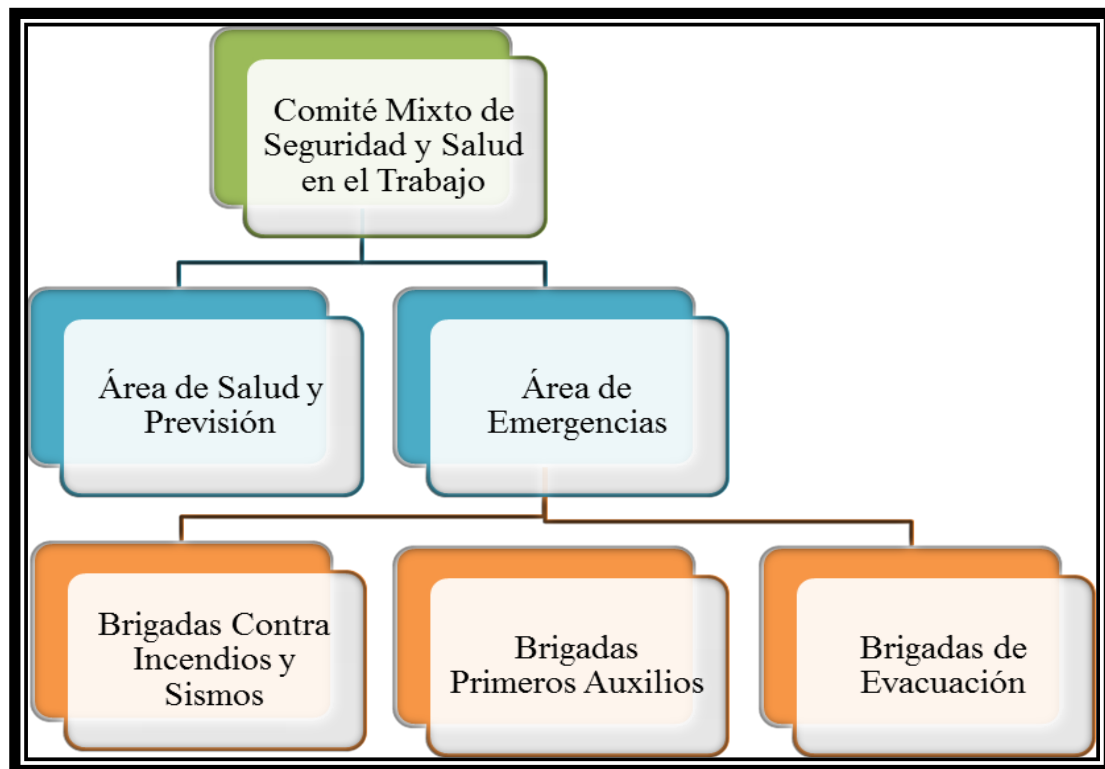 Comité Mixto de
Seguridad y Salud
en el Trabajo
Área de Salud y
Previsión
Área de
Emergencias
Brigadas Contra
Incendios y
Sismos
Brigadas
Primeros Auxilios
Brigadas de
Evacuación